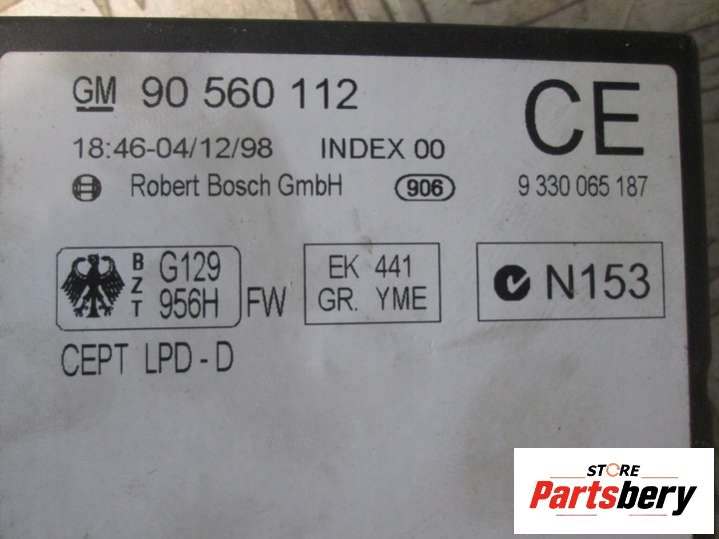 GM 90 560 112
CE
18:46-04/12/98 INDEX 00
Robert Bosch GmbH 906 9 330 065 187
BZT G129 956H FW
EK 441
GR. YME
N153
CEPT LPD-D
STORE
Partsbery